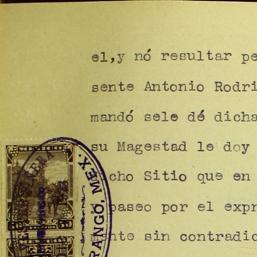 el,y nó resultar pe
sente Antonio Rodri
mandó sele dé dicha
su Magestad le doy
cho Sitio que en
paseo por el expr
nte sin contradic
RANGO, MEX.